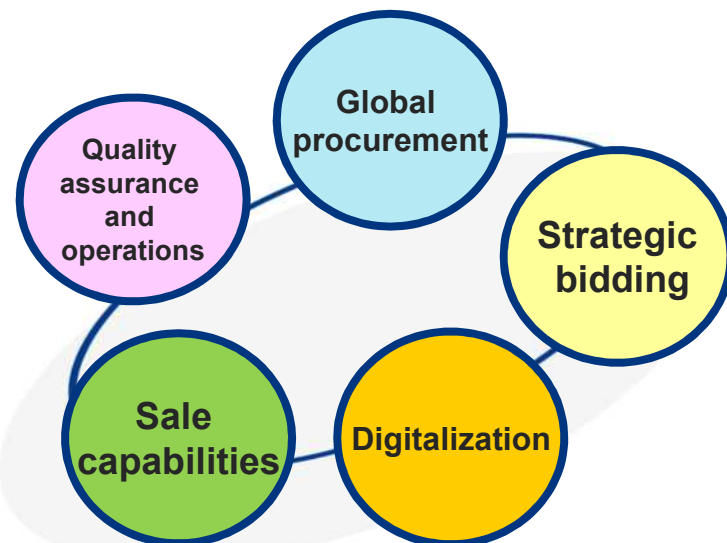 Global
procurement
Quality
assurance
and
operations
Strategic
bidding
Sale
capabilities
Digitalization